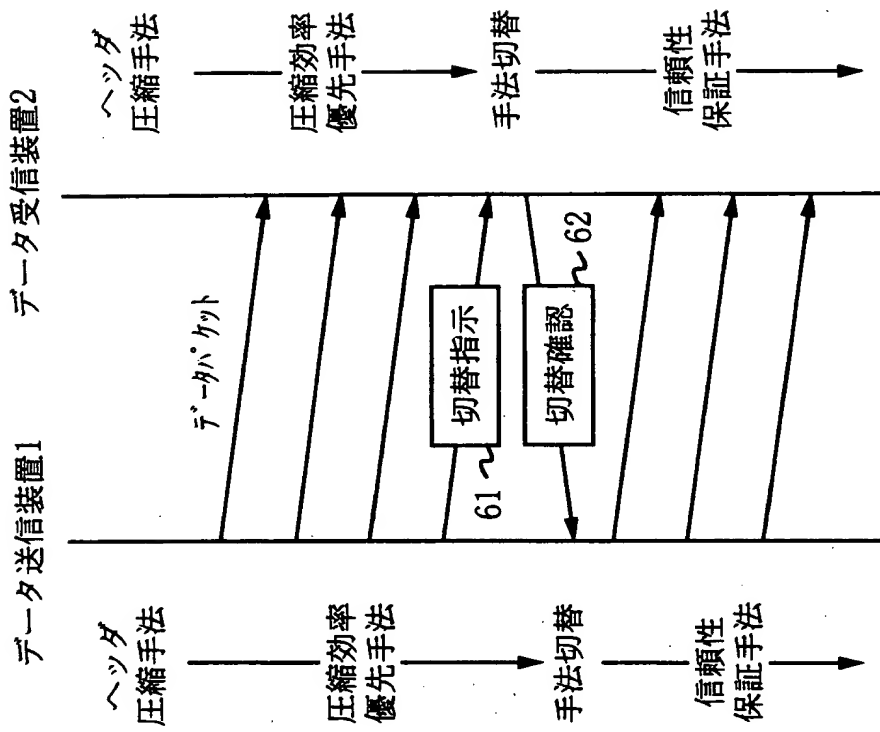 データ送信装置1
データ受信装置2
ヘッダ
圧縮手法
圧縮効率
優先手法
手法切替
信頼性
保証手法
データパケット
切替指示
61
切替確認
62
ヘッダ
圧縮手法
圧縮効率
優先手法
手法切替
信頼性
保証手法